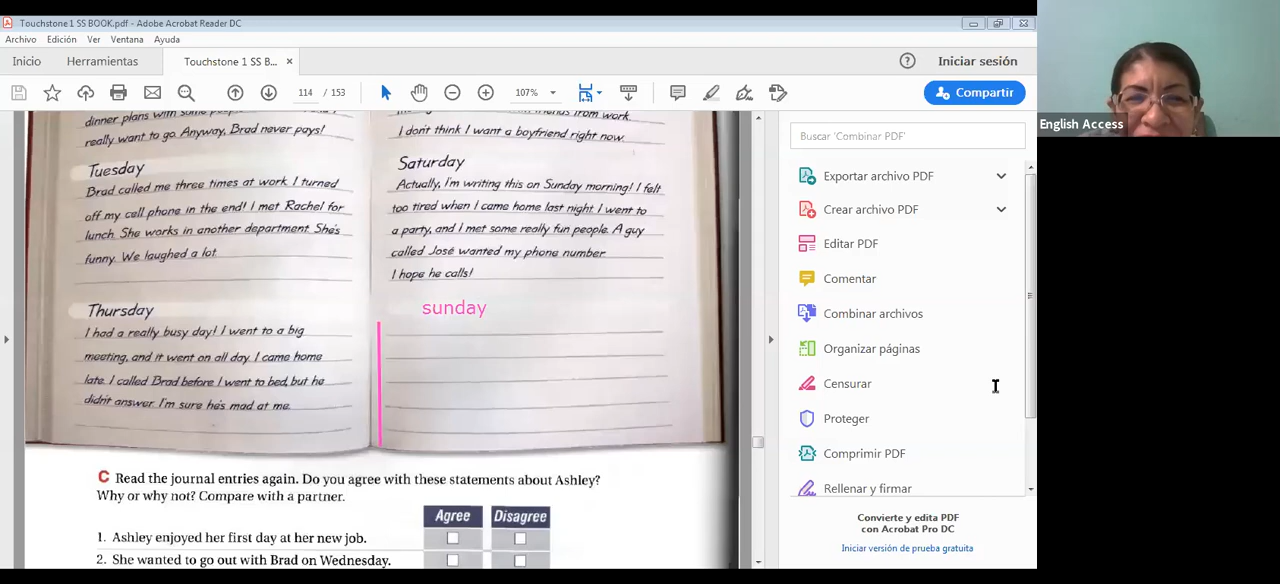 Touchstone 1 SS BOOK.pdf - Adobe Acrobat Reader DC
Archivo Edición Ver Ventana Ayuda
Inicio Herramientas Touchstone 1 SS B... × Iniciar sesión
114 / 153 107% Compartir
English Access
dinner plans with some
really want to go. Anyway, Brad never pays!
Tuesday
Brad called me three times at work. I turned
off my cell phone in the end! I met Rachel for
lunch. She works in another department. She's
funny. We laughed a lot.
Thursday
I had a really busy day! I went to a big
meeting, and it went on all day. I came home
late. I called Brad before I went to bed, but he
didn't answer. I'm sure he's mad at me.
from work.
I don't think I want a boyfriend right now.
Saturday
Actually, I'm writing this on Sunday morning! I felt
too tired when I came home last night. I went to
a party, and I met some really fun people. A guy
called José wanted my phone number.
I hope he calls!
sunday
C Read the journal entries again. Do you agree with these statements about Ashley?
Why or why not? Compare with a partner.
Agree Disagree
1. Ashley enjoyed her first day at her new job.
2. She wanted to go out with Brad on Wednesday.
Buscar 'Combinar PDF'
Exportar archivo PDF
Crear archivo PDF
Editar PDF
Comentar
Combinar archivos
Organizar páginas
Censurar
Proteger
Comprimir PDF
Rellenar y firmar
Convierte y edita PDF
con Acrobat Pro DC
Iniciar versión de prueba gratuita